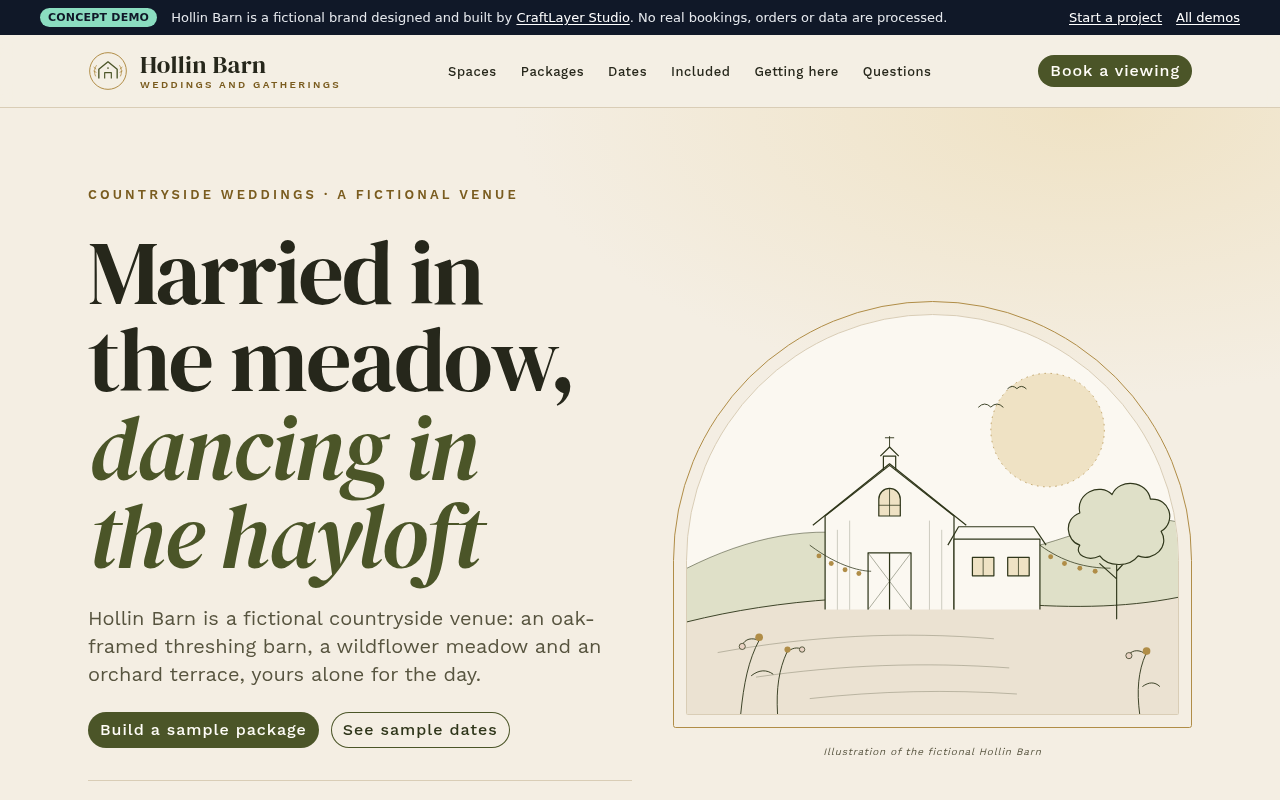 CONCEPT DEMO Hollin Barn is a fictional brand designed and built by CraftLayer Studio. No real bookings, orders or data are processed. Start a project All demos
Hollin Barn
WEDDINGS AND GATHERINGS
Spaces Packages Dates Included Getting here Questions
Book a viewing
COUNTRYSIDE WEDDINGS · A FICTIONAL VENUE
Married in
the meadow,
dancing in
the hayloft
Hollin Barn is a fictional countryside venue: an oak-
framed threshing barn, a wildflower meadow and an
orchard terrace, yours alone for the day.
Build a sample package See sample dates
Illustration of the fictional Hollin Barn